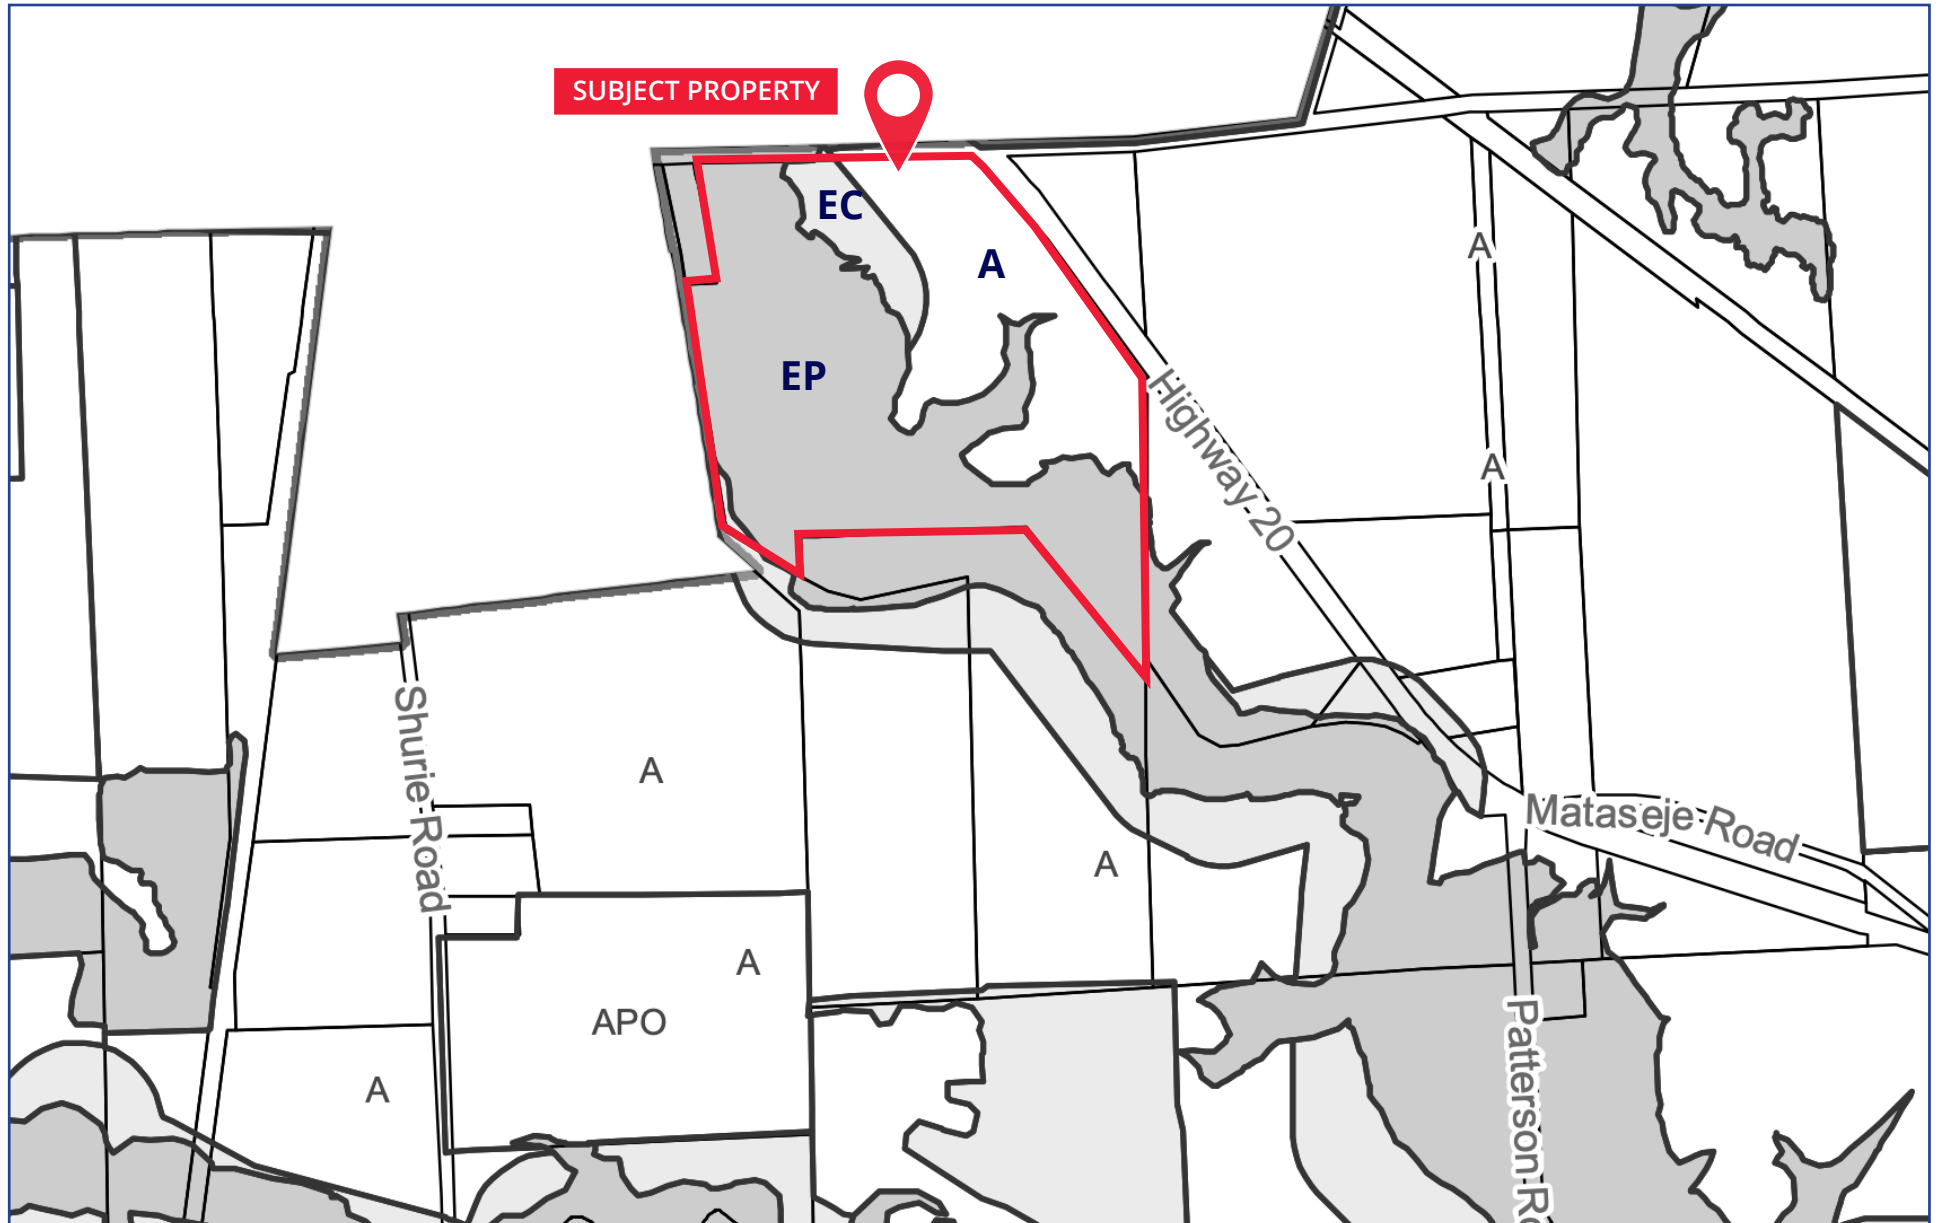 SUBJECT PROPERTY
EC
A
A
EP
Highway 20
A
Shurie Road
A
Mataseje Road
A
A
APO
Patterson Ro
A